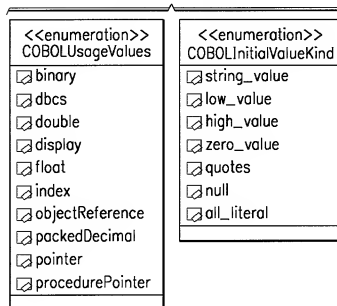 <<enumeration>>
COBOLUsageValues
binary
dbcs
double
display
float
index
objectReference
packedDecimal
pointer
procedurePointer
<<enumeration>>
COBOLInitialValueKind
string_value
low_value
high_value
zero_value
quotes
null
all_literal